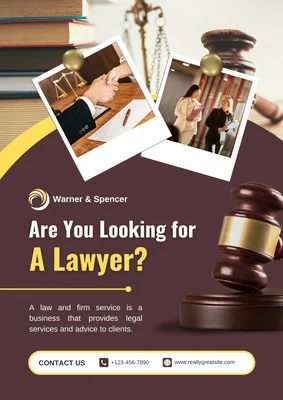 Warner & Spencer
Are You Looking for
A Lawyer?
A law and firm service is a
business that provides legal
services and advice to clients.
CONTACT US
+123-456-7890
www.reallygreatsite.com